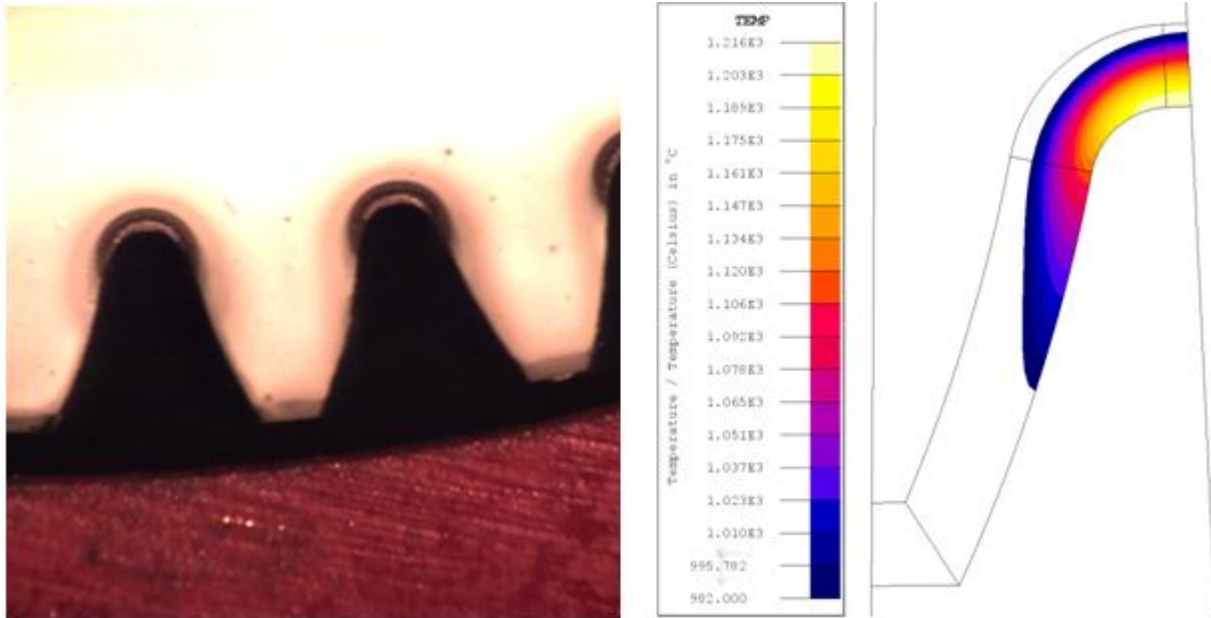 TEMP
1.216E3
1.203E3
1.189E3
1.175E3
1.161E3
1.147E3
1.134E3
1.120E3
1.106E3
1.092E3
1.078E3
1.065E3
1.051E3
1.037E3
1.023E3
1.010E3
995.782
982.000
Temperature / Temperature (Celsius) in °C